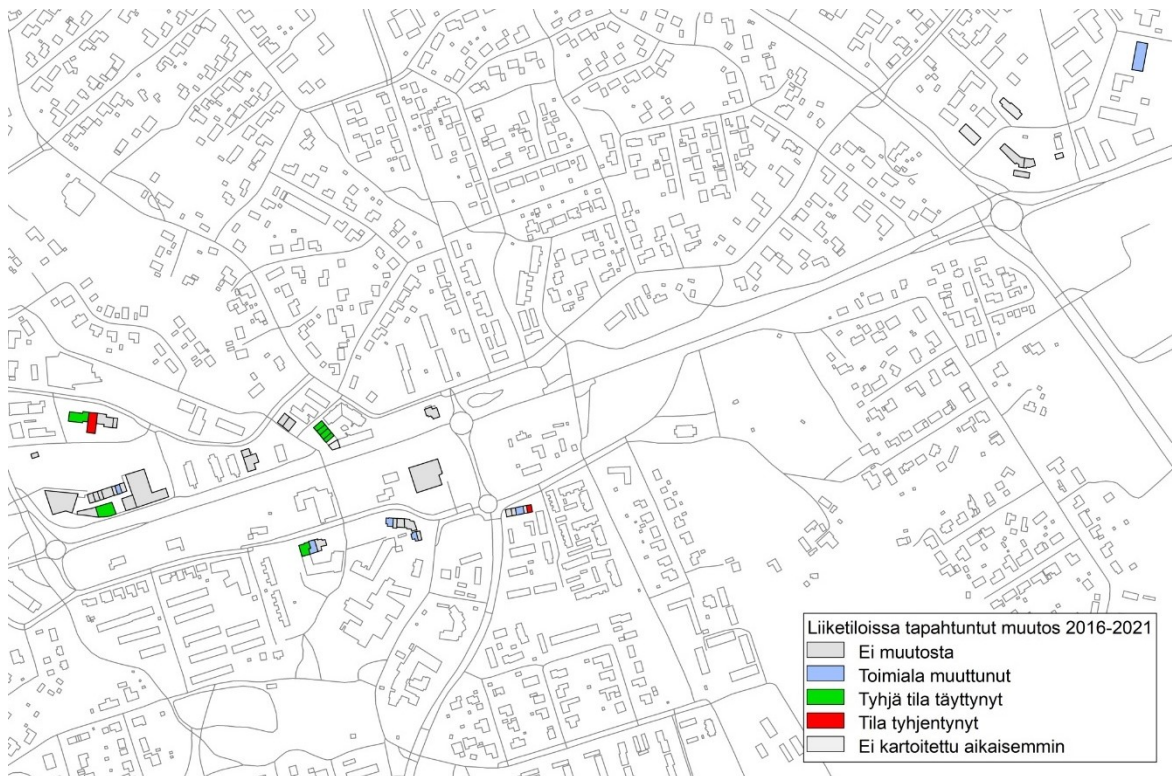 Liiketiloissa tapahtuntut muutos 2016-2021
Ei muutosta
Toimiala muuttunut
Tyhjä tila täyttynyt
Tila tyhjentynyt
Ei kartoitettu aikaisemmin